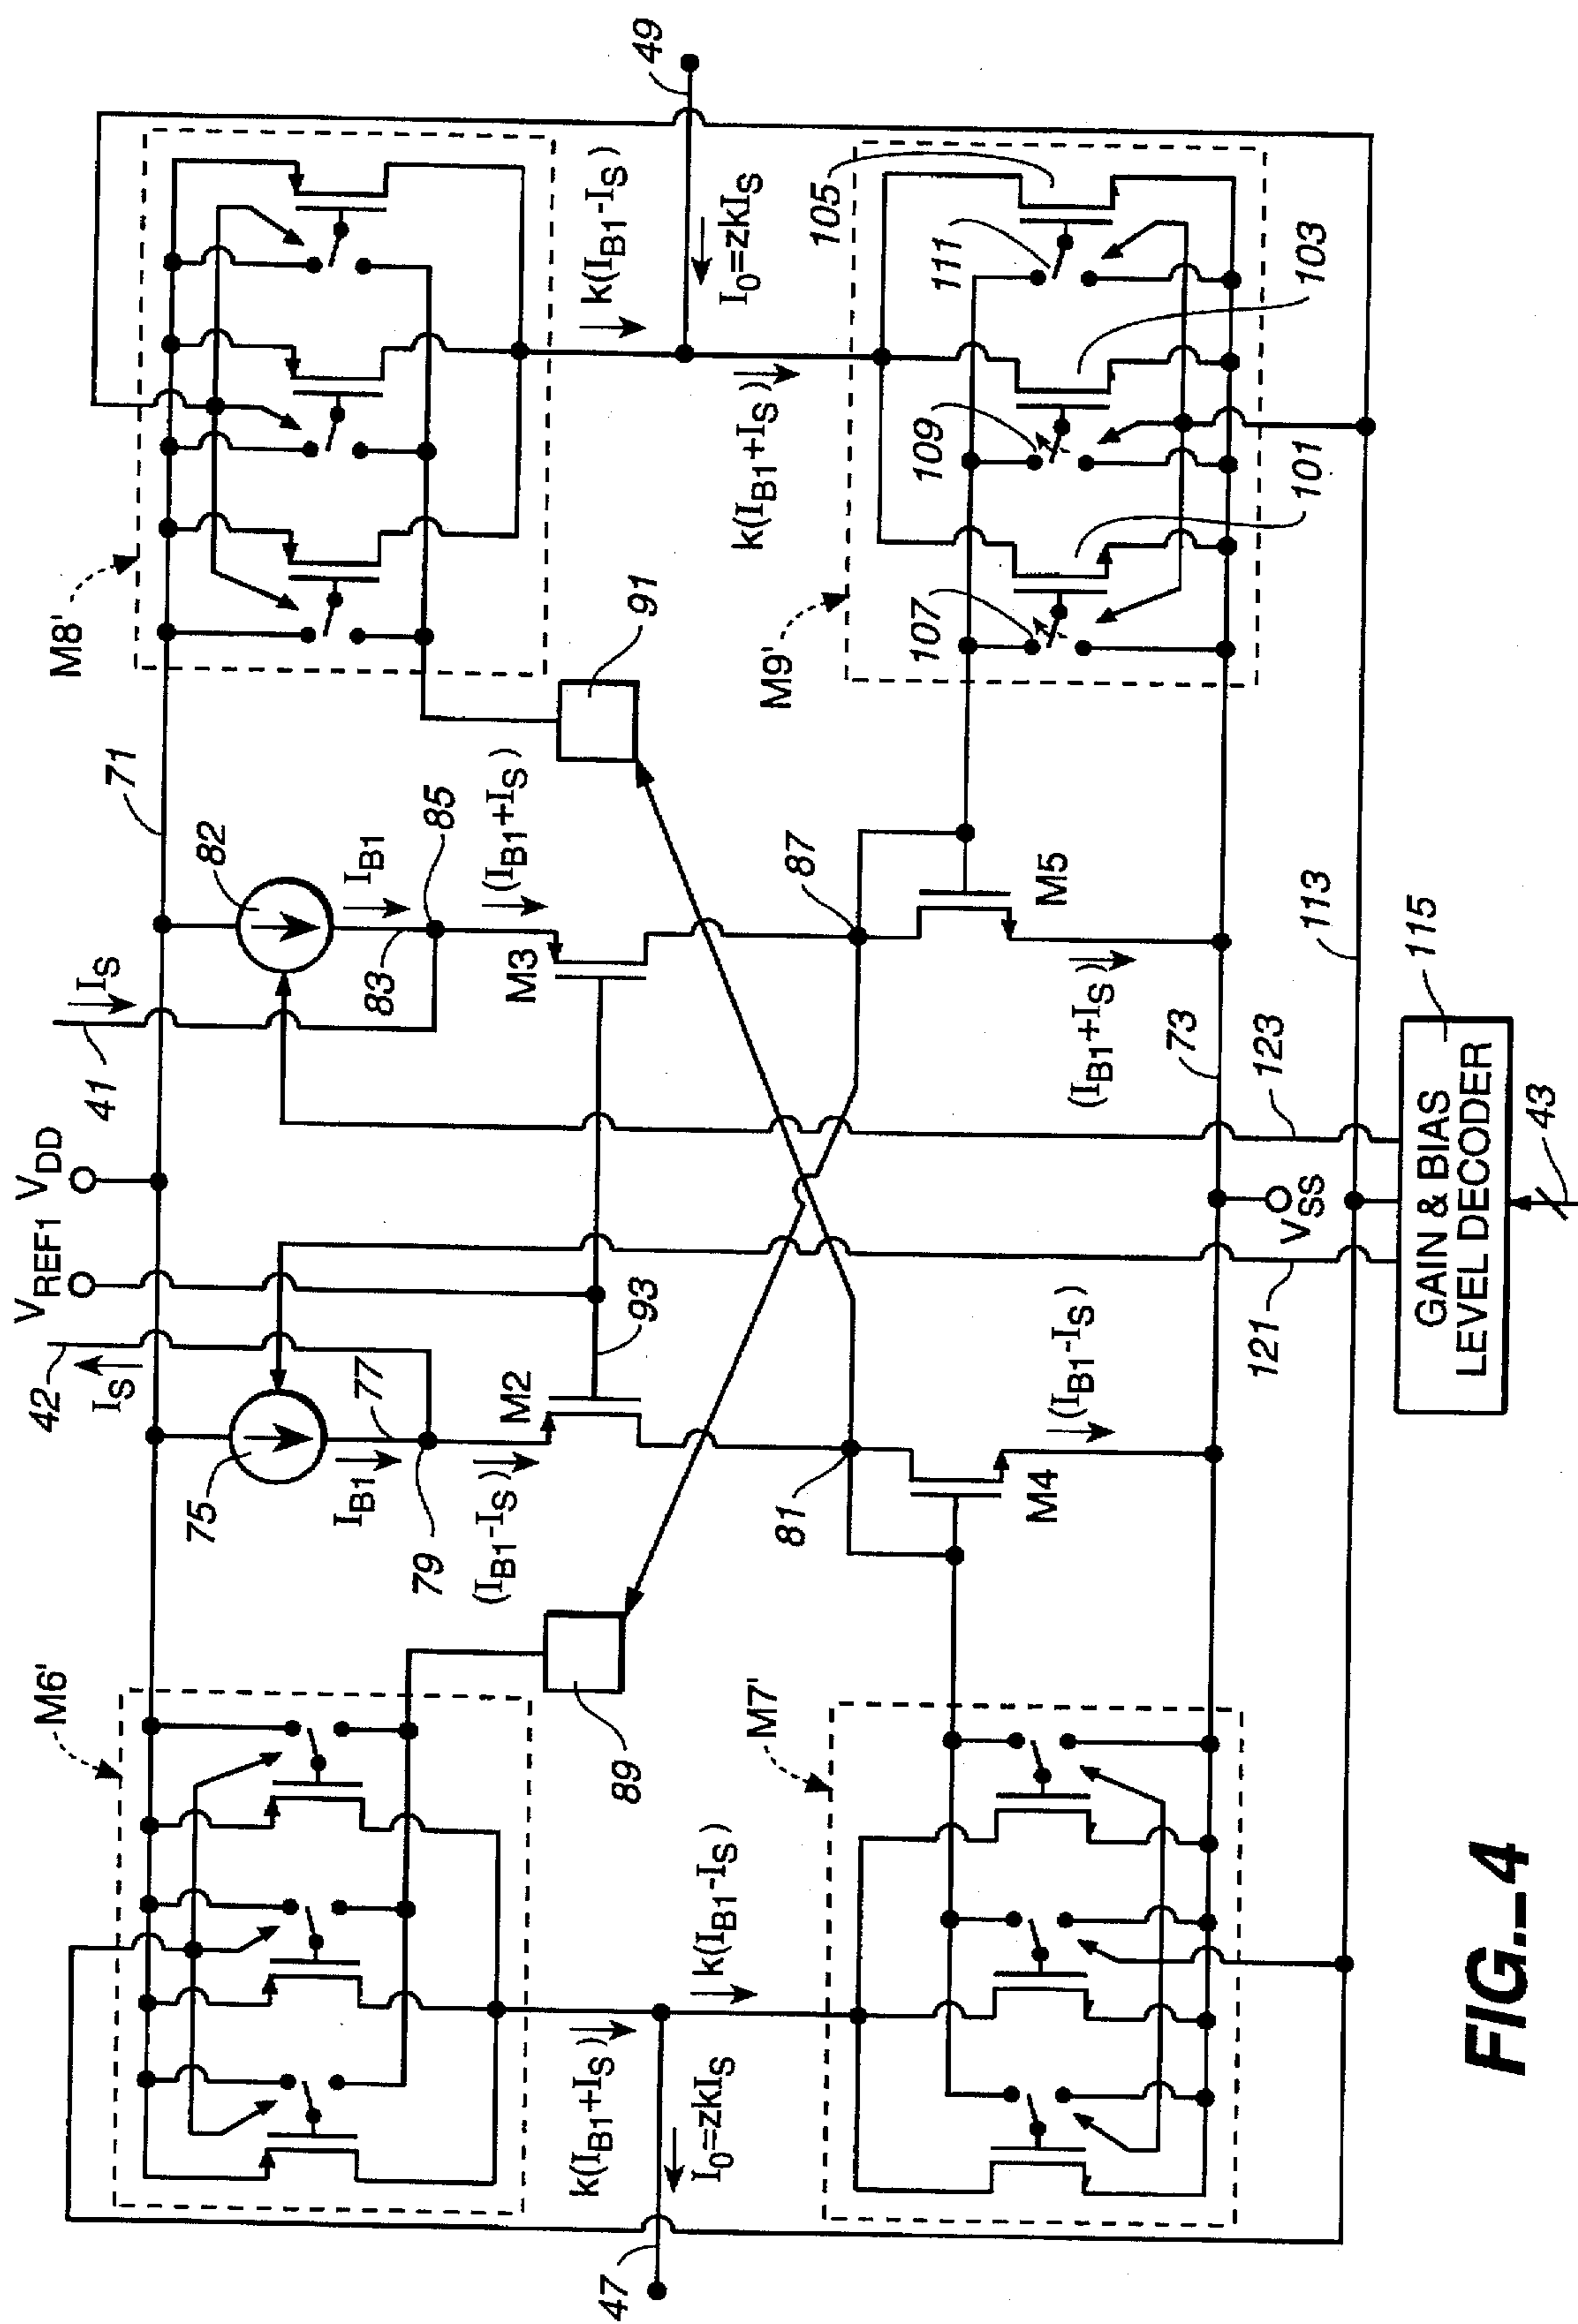 V_REF1
V_DD
42
I_S
41
I_S
71
M6'
75
I_B1
77
79
(I_B1-I_S)
M2
93
82
I_B1
83
85
(I_B1+I_S)
M3
M8'
89
91
k(I_B1+I_S)
k(I_B1-I_S)
I_0=zkI_S
47
k(I_B1-I_S)
k(I_B1+I_S)
I_0=zkI_S
49
M7'
81
M4
(I_B1-I_S)
87
M5
(I_B1+I_S)
M9'
107
109
111
105
101
103
73
V_SS
121
123
113
GAIN & BIAS
LEVEL DECODER
115
43
FIG._4